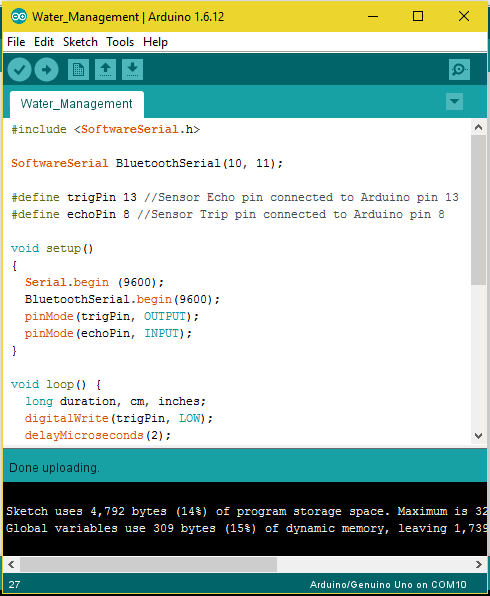 Water_Management | Arduino 1.6.12
File Edit Sketch Tools Help
Water_Management
#include <SoftwareSerial.h>
SoftwareSerial BluetoothSerial(10, 11);
#define trigPin 13 //Sensor Echo pin connected to Arduino pin 13
#define echoPin 8 //Sensor Trip pin connected to Arduino pin 8
void setup()
{
Serial.begin (9600);
BluetoothSerial.begin(9600);
pinMode(trigPin, OUTPUT);
pinMode(echoPin, INPUT);
}
void loop() {
long duration, cm, inches;
digitalWrite(trigPin, LOW);
delayMicroseconds(2);
Done uploading.
Sketch uses 4,792 bytes (14%) of program storage space. Maximum is 32
Global variables use 309 bytes (15%) of dynamic memory, leaving 1,739
27 Arduino/Genuino Uno on COM10